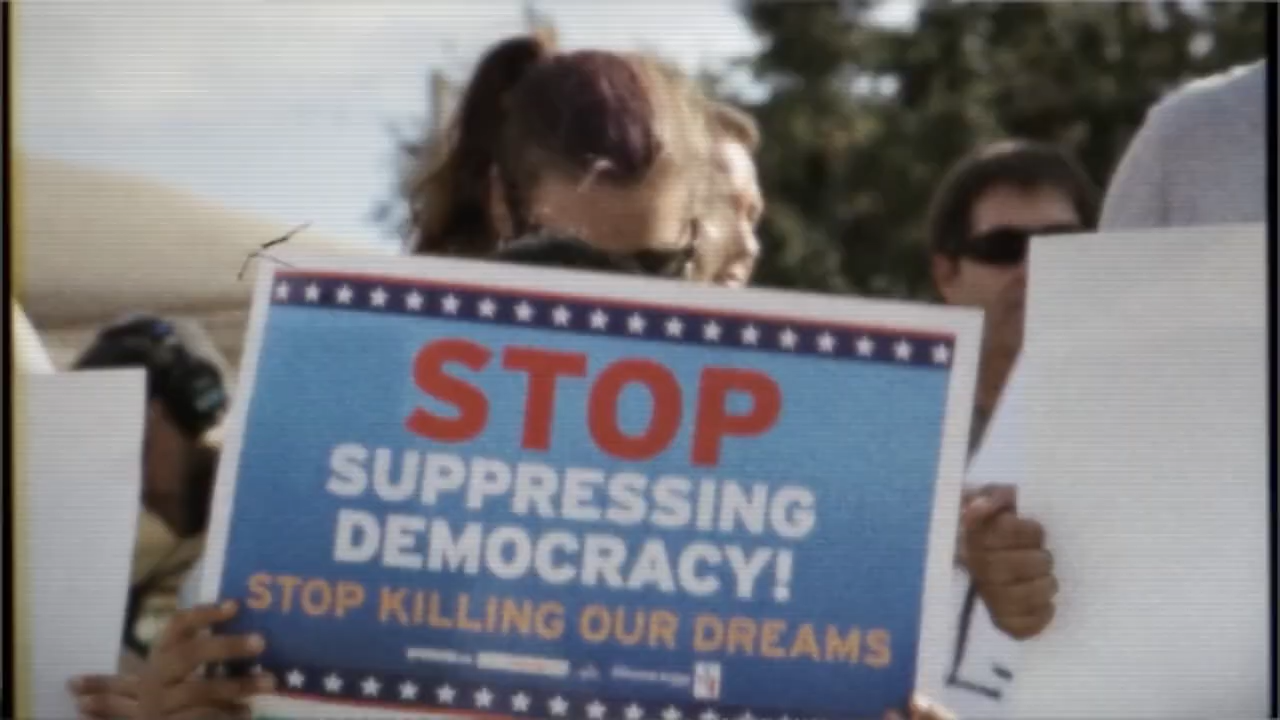 STOP
SUPPRESSING
DEMOCRACY!
STOP KILLING OUR DREAMS